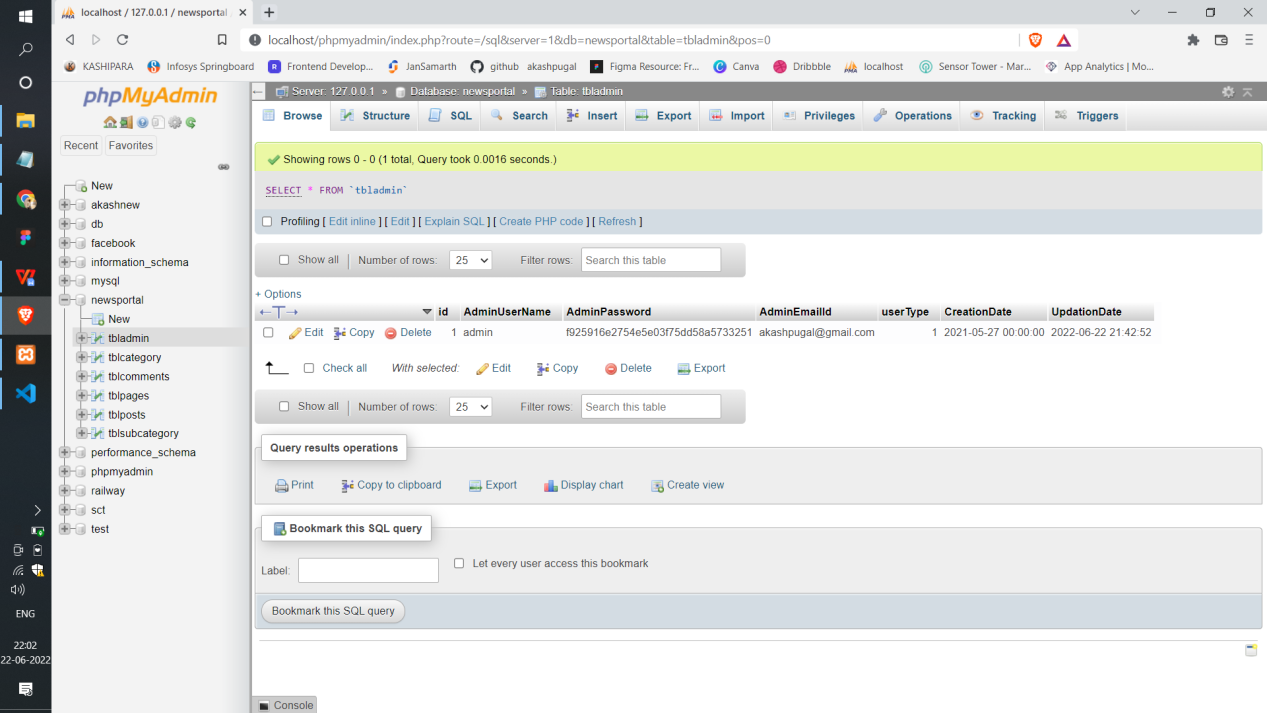 localhost / 127.0.0.1 / newsportal
localhost/phpmyadmin/index.php?route=/sql&server=1&db=newsportal&table=tbladmin&pos=0
KASHIPARA Infosys Springboard Frontend Develop... JanSamarth github akashpugal Figma Resource: Fr... Canva Dribbble localhost Sensor Tower - Mar... App Analytics | Mo...
phpMyAdmin
Recent Favorites
New
akashnew
db
facebook
information_schema
mysql
newsportal
New
tbladmin
tblcategory
tblcomments
tblpages
tblposts
tblsubcategory
performance_schema
phpmyadmin
railway
sct
test
Server: 127.0.0.1 » Database: newsportal » Table: tbladmin
Browse Structure SQL Search Insert Export Import Privileges Operations Tracking Triggers
Showing rows 0 - 0 (1 total, Query took 0.0016 seconds.)
SELECT * FROM `tbladmin`
Profiling [ Edit inline ] [ Edit ] [ Explain SQL ] [ Create PHP code ] [ Refresh ]
Show all | Number of rows: 25 Filter rows: Search this table
+ Options
←T→ id AdminUserName AdminPassword AdminEmailId userType CreationDate UpdationDate
Edit Copy Delete 1 admin f925916e2754e5e03f75dd58a5733251 akashpugal@gmail.com 1 2021-05-27 00:00:00 2022-06-22 21:42:52
Check all With selected: Edit Copy Delete Export
Show all | Number of rows: 25 Filter rows: Search this table
Query results operations
Print Copy to clipboard Export Display chart Create view
Bookmark this SQL query
Label: Let every user access this bookmark
Bookmark this SQL query
Console
ENG
22:02
22-06-2022